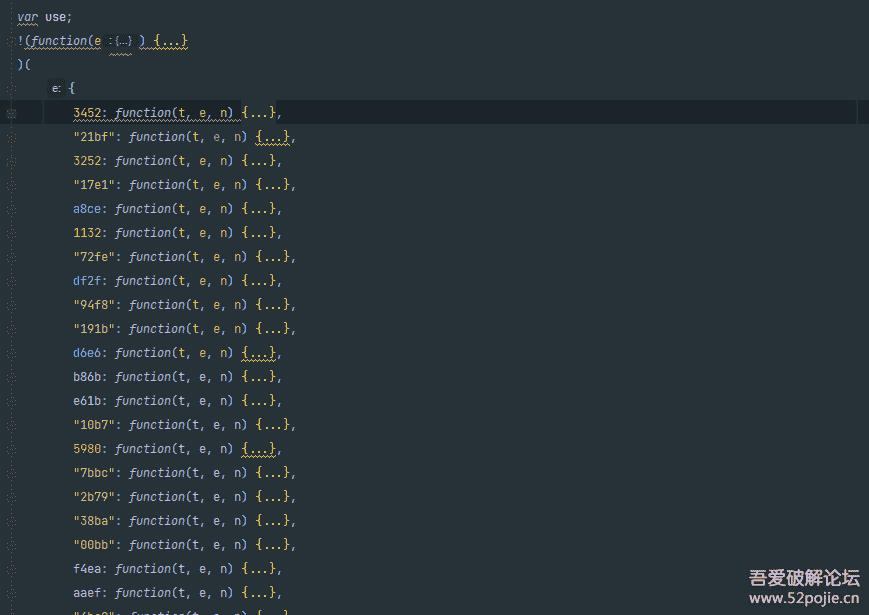 var use;
!(function(e :{...} ) {...}
)(
e: {
3452: function(t, e, n) {...},
"21bf": function(t, e, n) {...},
3252: function(t, e, n) {...},
"17e1": function(t, e, n) {...},
a8ce: function(t, e, n) {...},
1132: function(t, e, n) {...},
"72fe": function(t, e, n) {...},
df2f: function(t, e, n) {...},
"94f8": function(t, e, n) {...},
"191b": function(t, e, n) {...},
d6e6: function(t, e, n) {...},
b86b: function(t, e, n) {...},
e61b: function(t, e, n) {...},
"10b7": function(t, e, n) {...},
5980: function(t, e, n) {...},
"7bbc": function(t, e, n) {...},
"2b79": function(t, e, n) {...},
"38ba": function(t, e, n) {...},
"00bb": function(t, e, n) {...},
f4ea: function(t, e, n) {...},
aaef: function(t, e, n) {...},
吾爱破解论坛
www.52pojie.cn